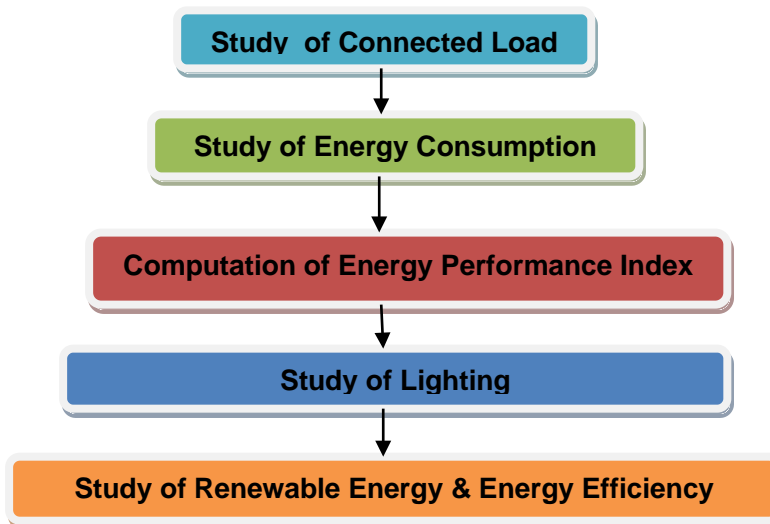 Study of Connected Load
Study of Energy Consumption
Computation of Energy Performance Index
Study of Lighting
Study of Renewable Energy & Energy Efficiency